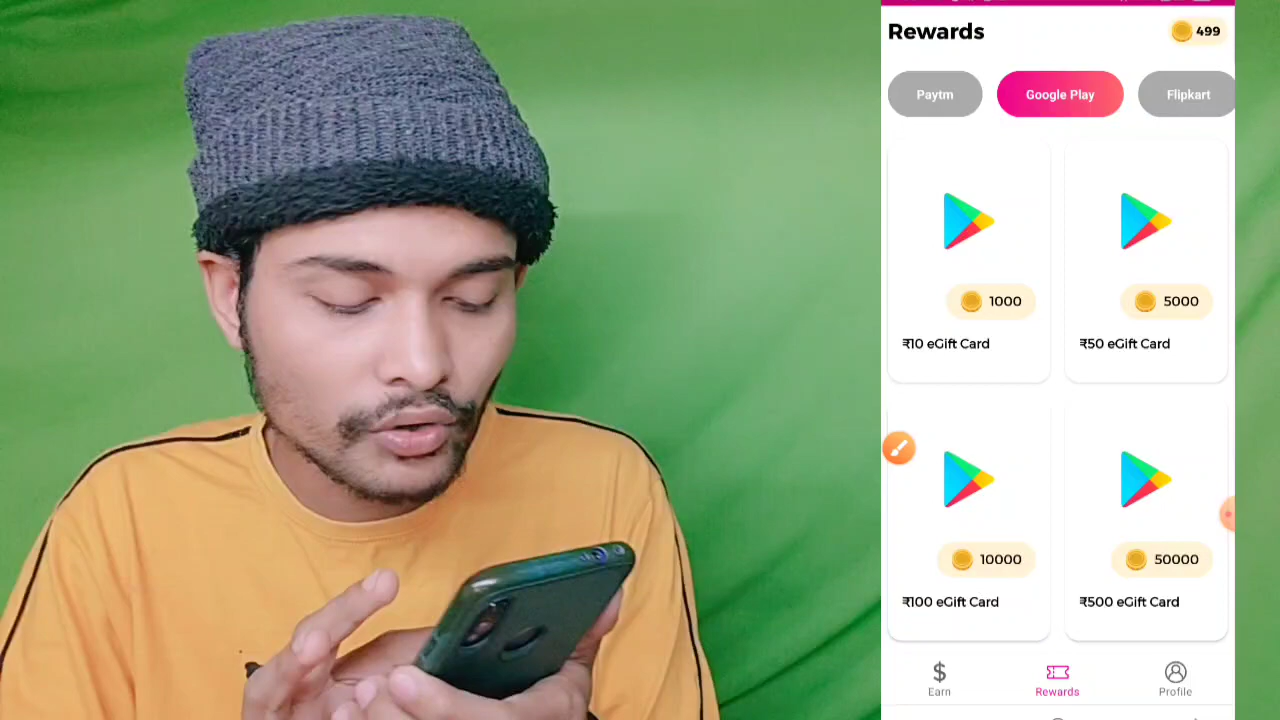 Rewards
499
Paytm
Google Play
Flipkart
1000
5000
₹10 eGift Card
₹50 eGift Card
10000
50000
₹100 eGift Card
₹500 eGift Card
Earn
Rewards
Profile